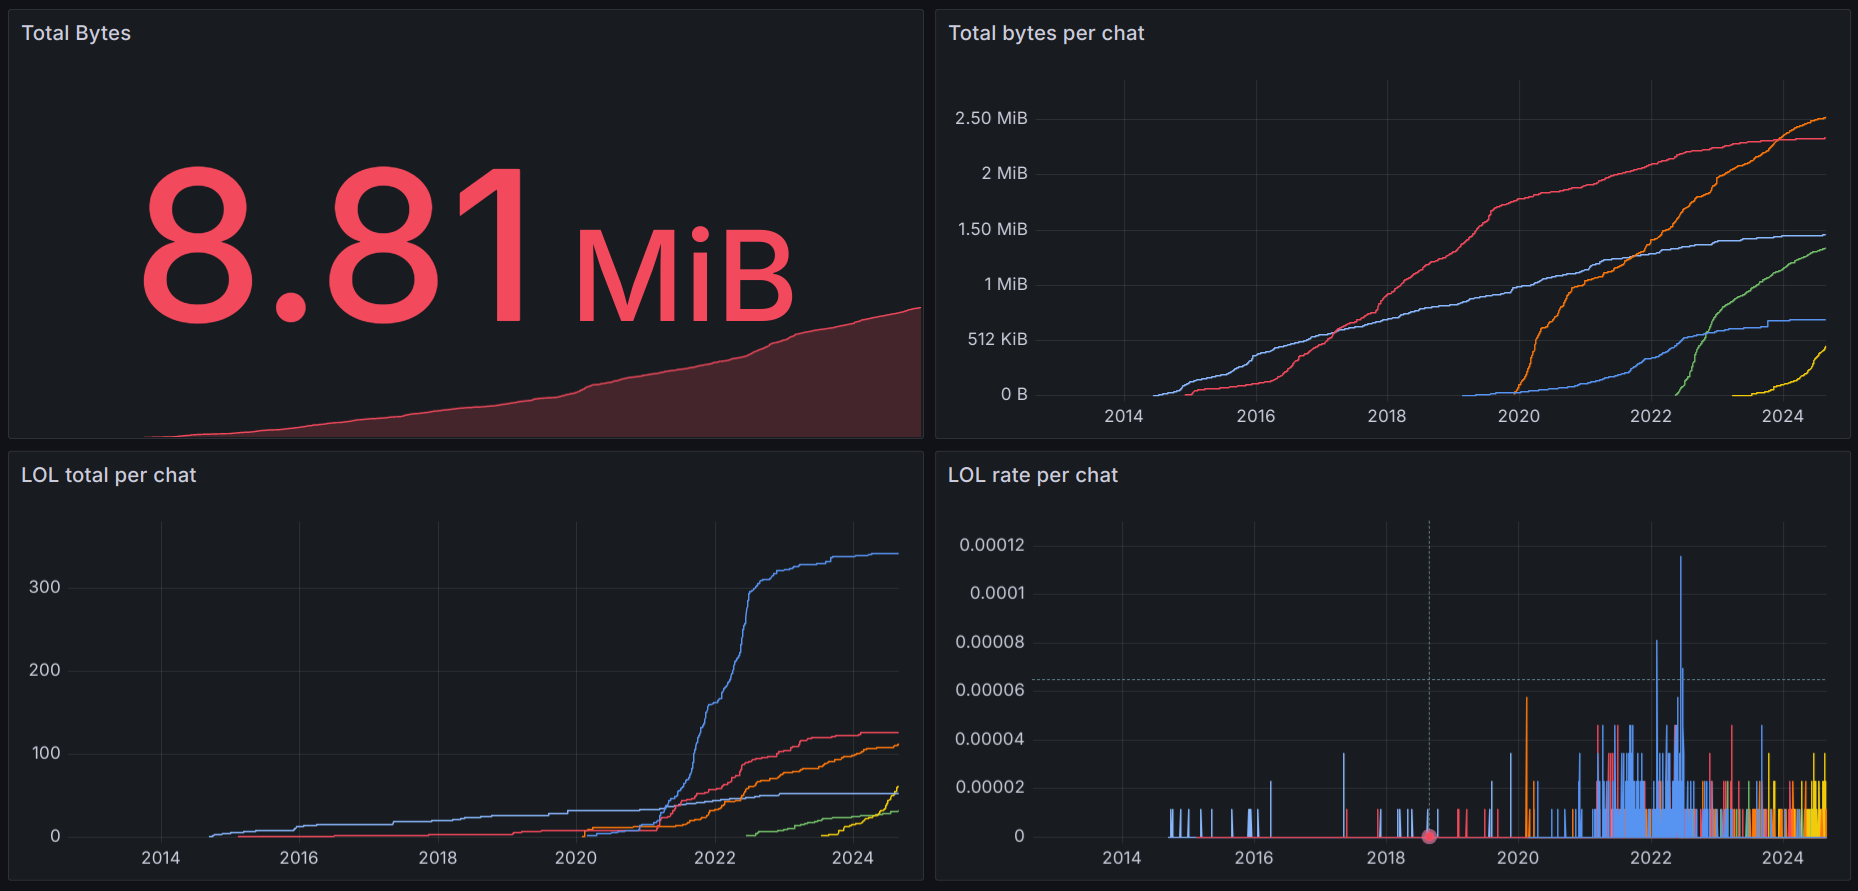 Total Bytes
8.81 MiB
Total bytes per chat
2.50 MiB
2 MiB
1.50 MiB
1 MiB
512 KiB
0 B
2014 2016 2018 2020 2022 2024
LOL total per chat
300
200
100
0
2014 2016 2018 2020 2022 2024
LOL rate per chat
0.00012
0.0001
0.00008
0.00006
0.00004
0.00002
0
2014 2016 2018 2020 2022 2024